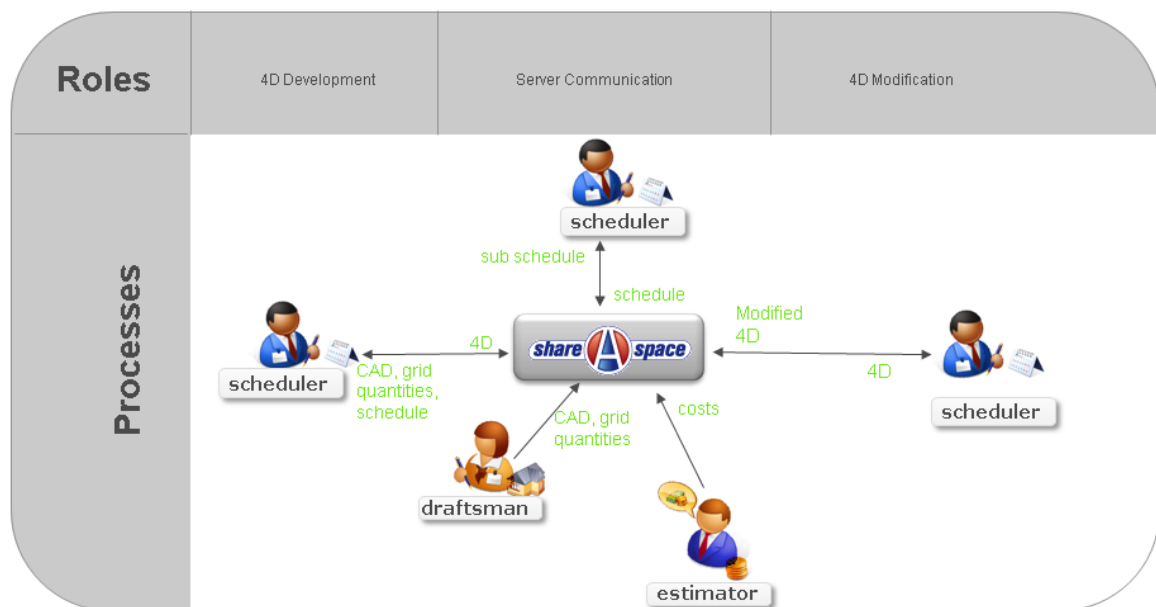 Roles
4D Development
Server Communication
4D Modification
Processes
scheduler
sub schedule
schedule
share A space
4D
CAD, grid
quantities,
schedule
scheduler
Modified
4D
4D
scheduler
CAD, grid
quantities
draftsman
costs
estimator